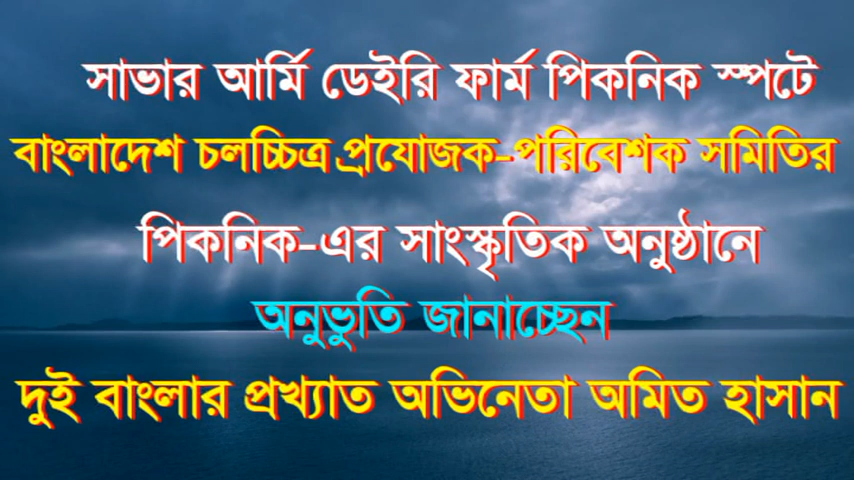 সাভার আর্মি ডেইরি ফার্ম পিকনিক স্পটে
বাংলাদেশ চলচ্চিত্র প্রযোজক-পরিবেশক সমিতির
পিকনিক-এর সাংস্কৃতিক অনুষ্ঠানে
অনুভুতি জানাচ্ছেন
দুই বাংলার প্রখ্যাত অভিনেতা অমিত হাসান